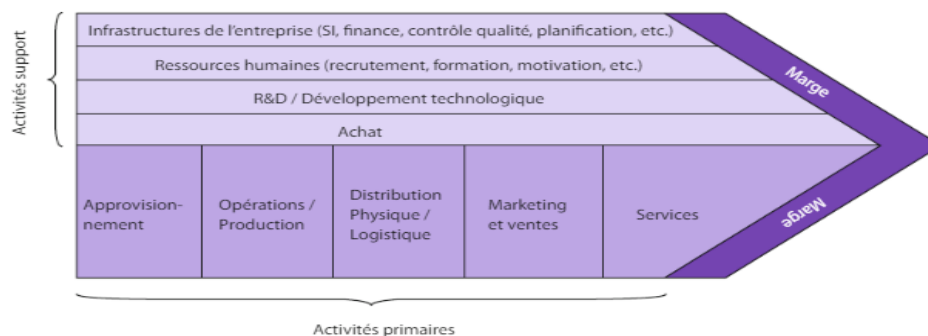 Activités support
Infrastructures de l'entreprise (SI, finance, contrôle qualité, planification, etc.)
Ressources humaines (recrutement, formation, motivation, etc.)
R&D / Développement technologique
Achat
Marge
Approvision-
nement
Opérations /
Production
Distribution
Physique /
Logistique
Marketing
et ventes
Services
Marge
Activités primaires